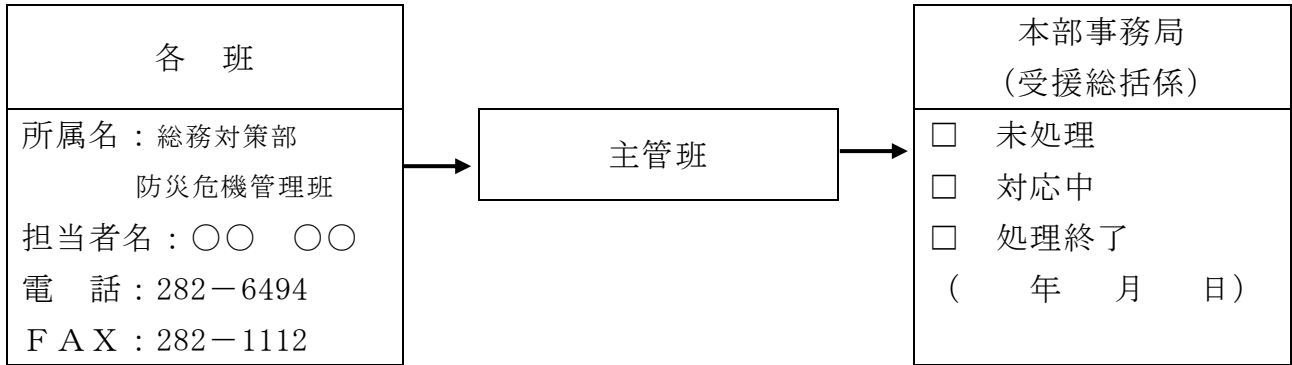 各　班
所属名：総務対策部
防災危機管理班
担当者名：○○　○○
電　話：282－6494
ＦＡＸ：282－1112
主管班
本部事務局
（受援総括係）
□　未処理
□　対応中
□　処理終了
（　　年　月　　日）